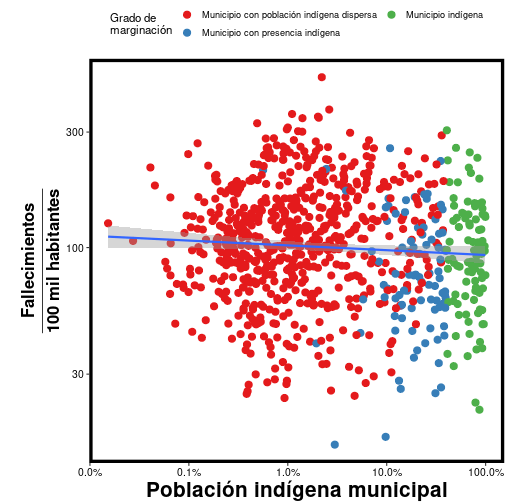 Grado de
marginación
Municipio con población indígena dispersa
Municipio indígena
Municipio con presencia indígena
Fallecimientos
100 mil habitantes
300
100
30
0.0%
0.1%
1.0%
10.0%
100.0%
Población indígena municipal